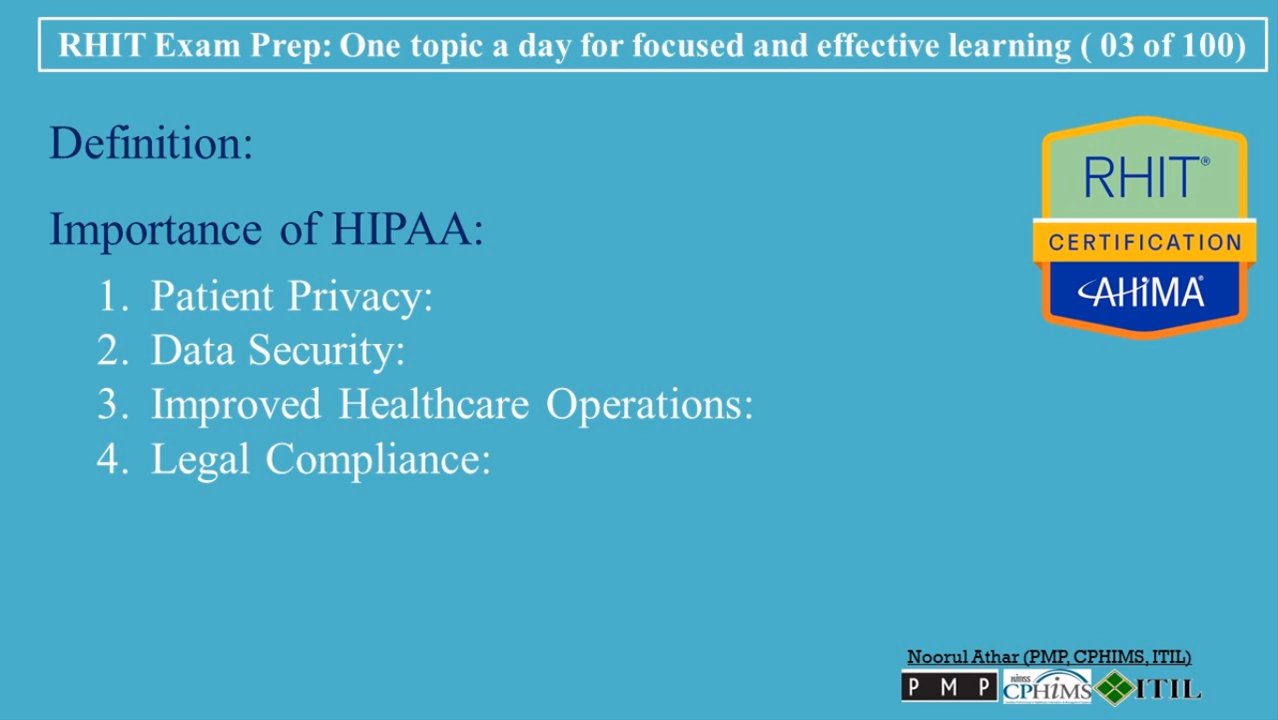 RHIT Exam Prep: One topic a day for focused and effective learning ( 03 of 100)
Definition:
Importance of HIPAA:
1. Patient Privacy:
2. Data Security:
3. Improved Healthcare Operations:
4. Legal Compliance:
RHIT®
CERTIFICATION
AHiMA®
Noorul Athar (PMP, CPHIMS, ITIL)
P M P
himss
CPHiMS
ITIL